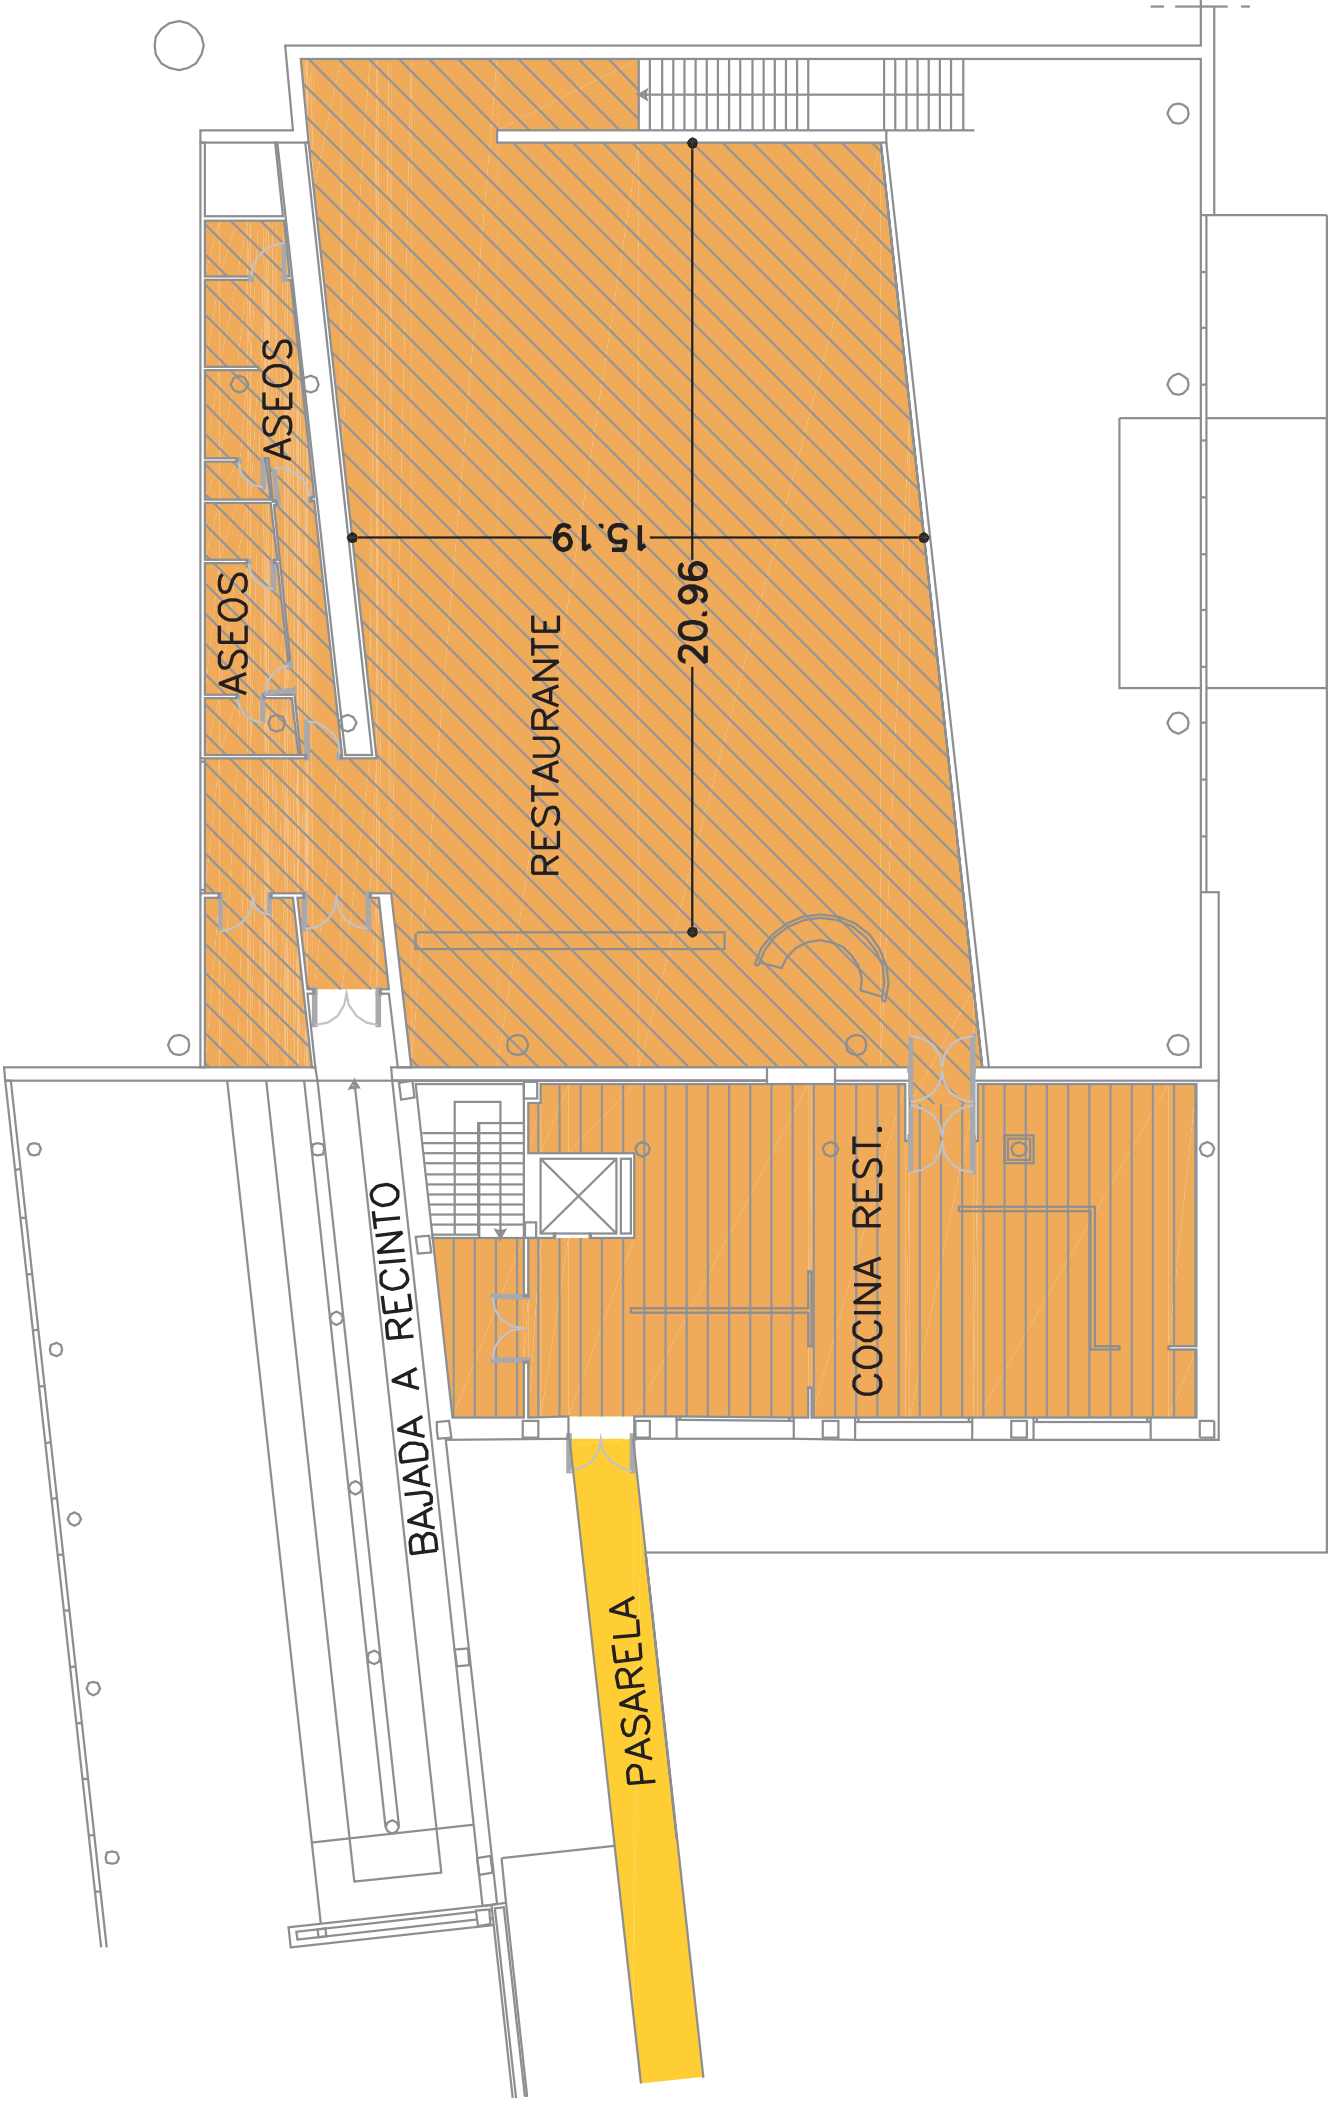 ASEOS
ASEOS
15.19
20.96
RESTAURANTE
COCINA REST.
BAJADA A RECINTO
PASARELA